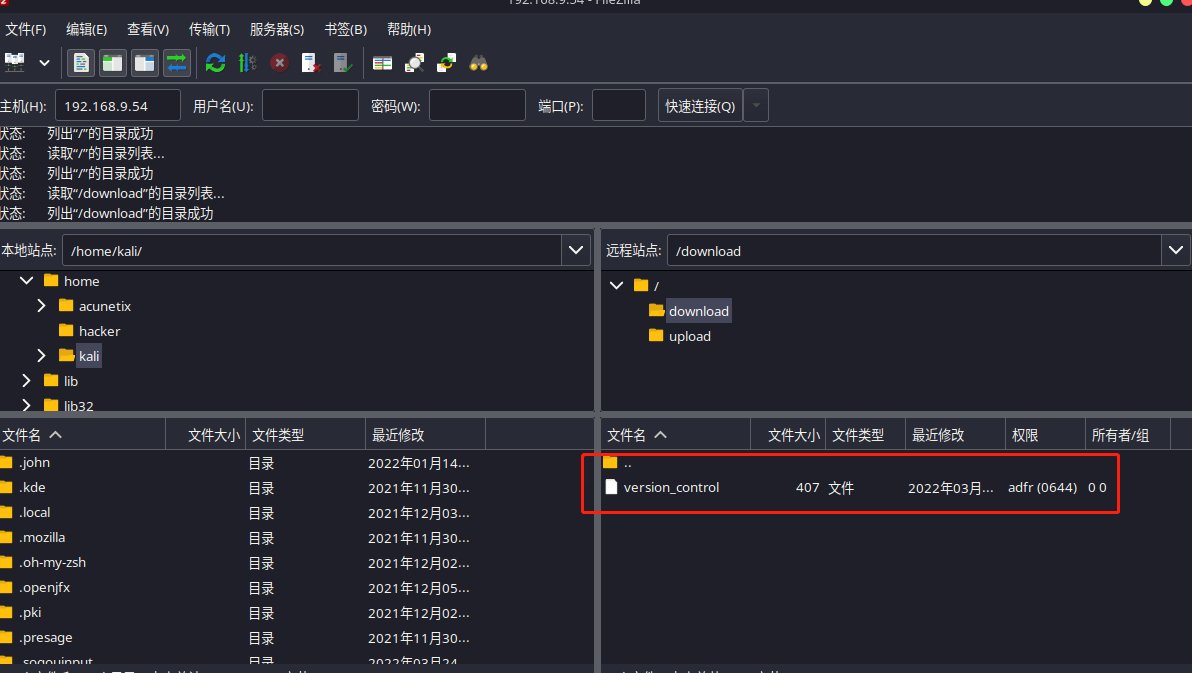 192.168.9.54 - FileZilla
文件(F) 编辑(E) 查看(V) 传输(T) 服务器(S) 书签(B) 帮助(H)
主机(H): 192.168.9.54 用户名(U): 密码(W): 端口(P): 快速连接(Q)
状态: 列出“/”的目录成功
状态: 读取“/”的目录列表...
状态: 列出“/”的目录成功
状态: 读取“/download”的目录列表...
状态: 列出“/download”的目录成功
本地站点: /home/kali/
home
acunetix
hacker
kali
lib
lib32
远程站点: /download
/
download
upload
文件名 文件大小 文件类型 最近修改
.john 目录 2022年01月14...
.kde 目录 2021年11月30...
.local 目录 2021年12月03...
.mozilla 目录 2021年11月30...
.oh-my-zsh 目录 2021年12月02...
.openjfx 目录 2021年12月05...
.pki 目录 2021年12月02...
.presage 目录 2021年11月30...
.sogouinput 目录 2022年03月24...
文件名 文件大小 文件类型 最近修改 权限 所有者/组
..
version_control 407 文件 2022年03月... adfr (0644) 0 0